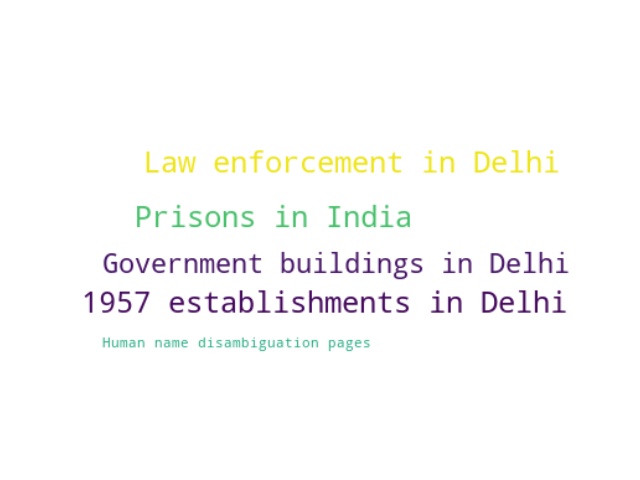 Law enforcement in Delhi
Prisons in India
Government buildings in Delhi
1957 establishments in Delhi
Human name disambiguation pages